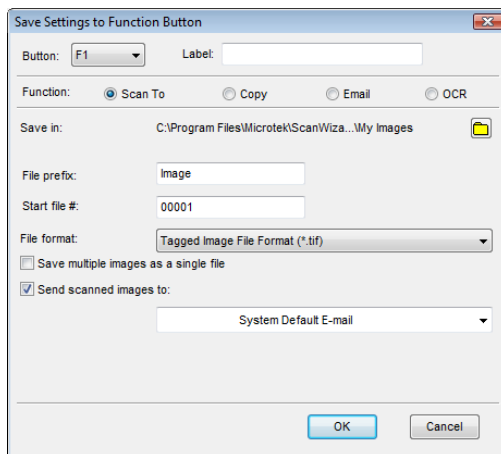 Save Settings to Function Button
Button: F1 Label:
Function: Scan To Copy Email OCR
Save in: C:\Program Files\Microtek\ScanWiza...\My Images
File prefix: Image
Start file #: 00001
File format: Tagged Image File Format (*.tif)
Save multiple images as a single file
Send scanned images to:
System Default E-mail
OK Cancel